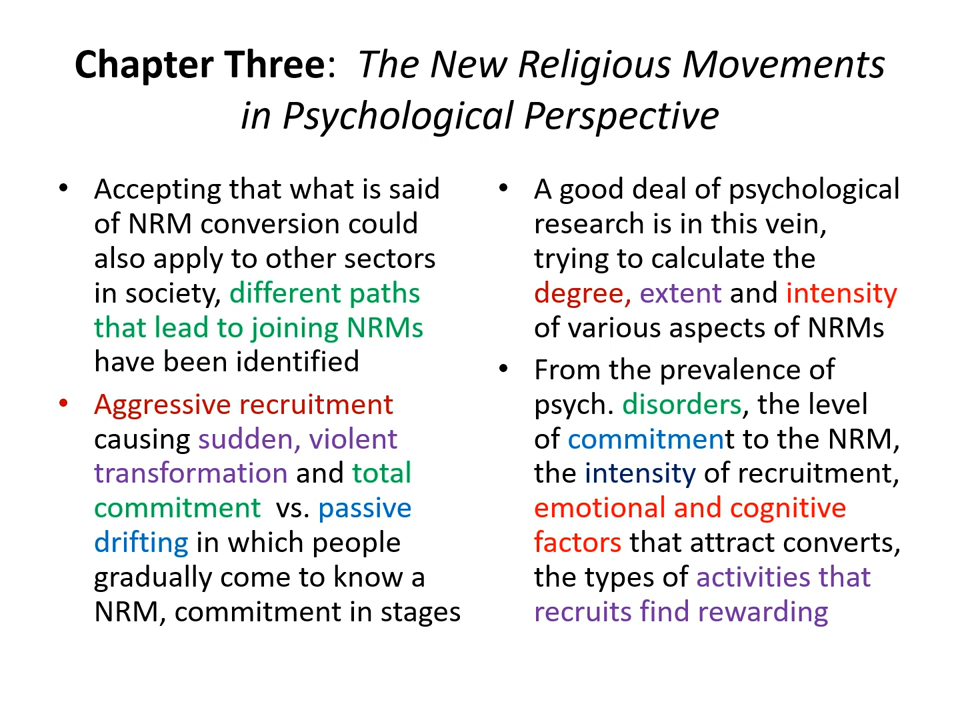 Chapter Three:  The New Religious Movements
in Psychological Perspective
• Accepting that what is said
of NRM conversion could
also apply to other sectors
in society, different paths
that lead to joining NRMs
have been identified
• Aggressive recruitment
causing sudden, violent
transformation and total
commitment  vs. passive
drifting in which people
gradually come to know a
NRM, commitment in stages
• A good deal of psychological
research is in this vein,
trying to calculate the
degree, extent and intensity
of various aspects of NRMs
• From the prevalence of
psych. disorders, the level
of commitment to the NRM,
the intensity of recruitment,
emotional and cognitive
factors that attract converts,
the types of activities that
recruits find rewarding